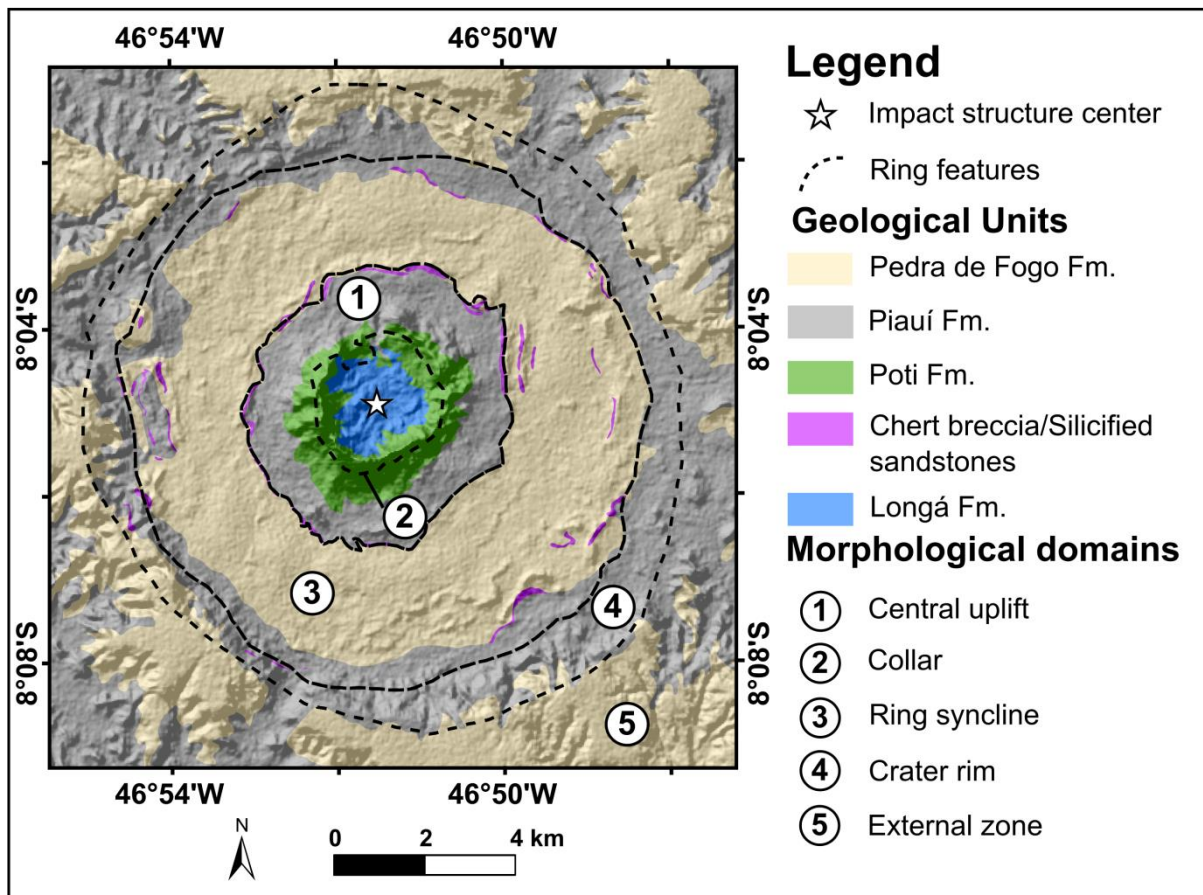 46°54'W
46°50'W
8°04'S
8°08'S
8°04'S
8°08'S
46°54'W
46°50'W
1
2
3
4
5
N
0 2 4 km
Legend
Impact structure center
Ring features
Geological Units
Pedra de Fogo Fm.
Piauí Fm.
Poti Fm.
Chert breccia/Silicified
sandstones
Longá Fm.
Morphological domains
1 Central uplift
2 Collar
3 Ring syncline
4 Crater rim
5 External zone